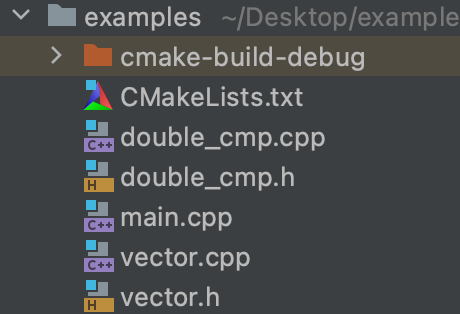 examples ~/Desktop/example
cmake-build-debug
CMakeLists.txt
C++ double_cmp.cpp
H double_cmp.h
C++ main.cpp
C++ vector.cpp
H vector.h